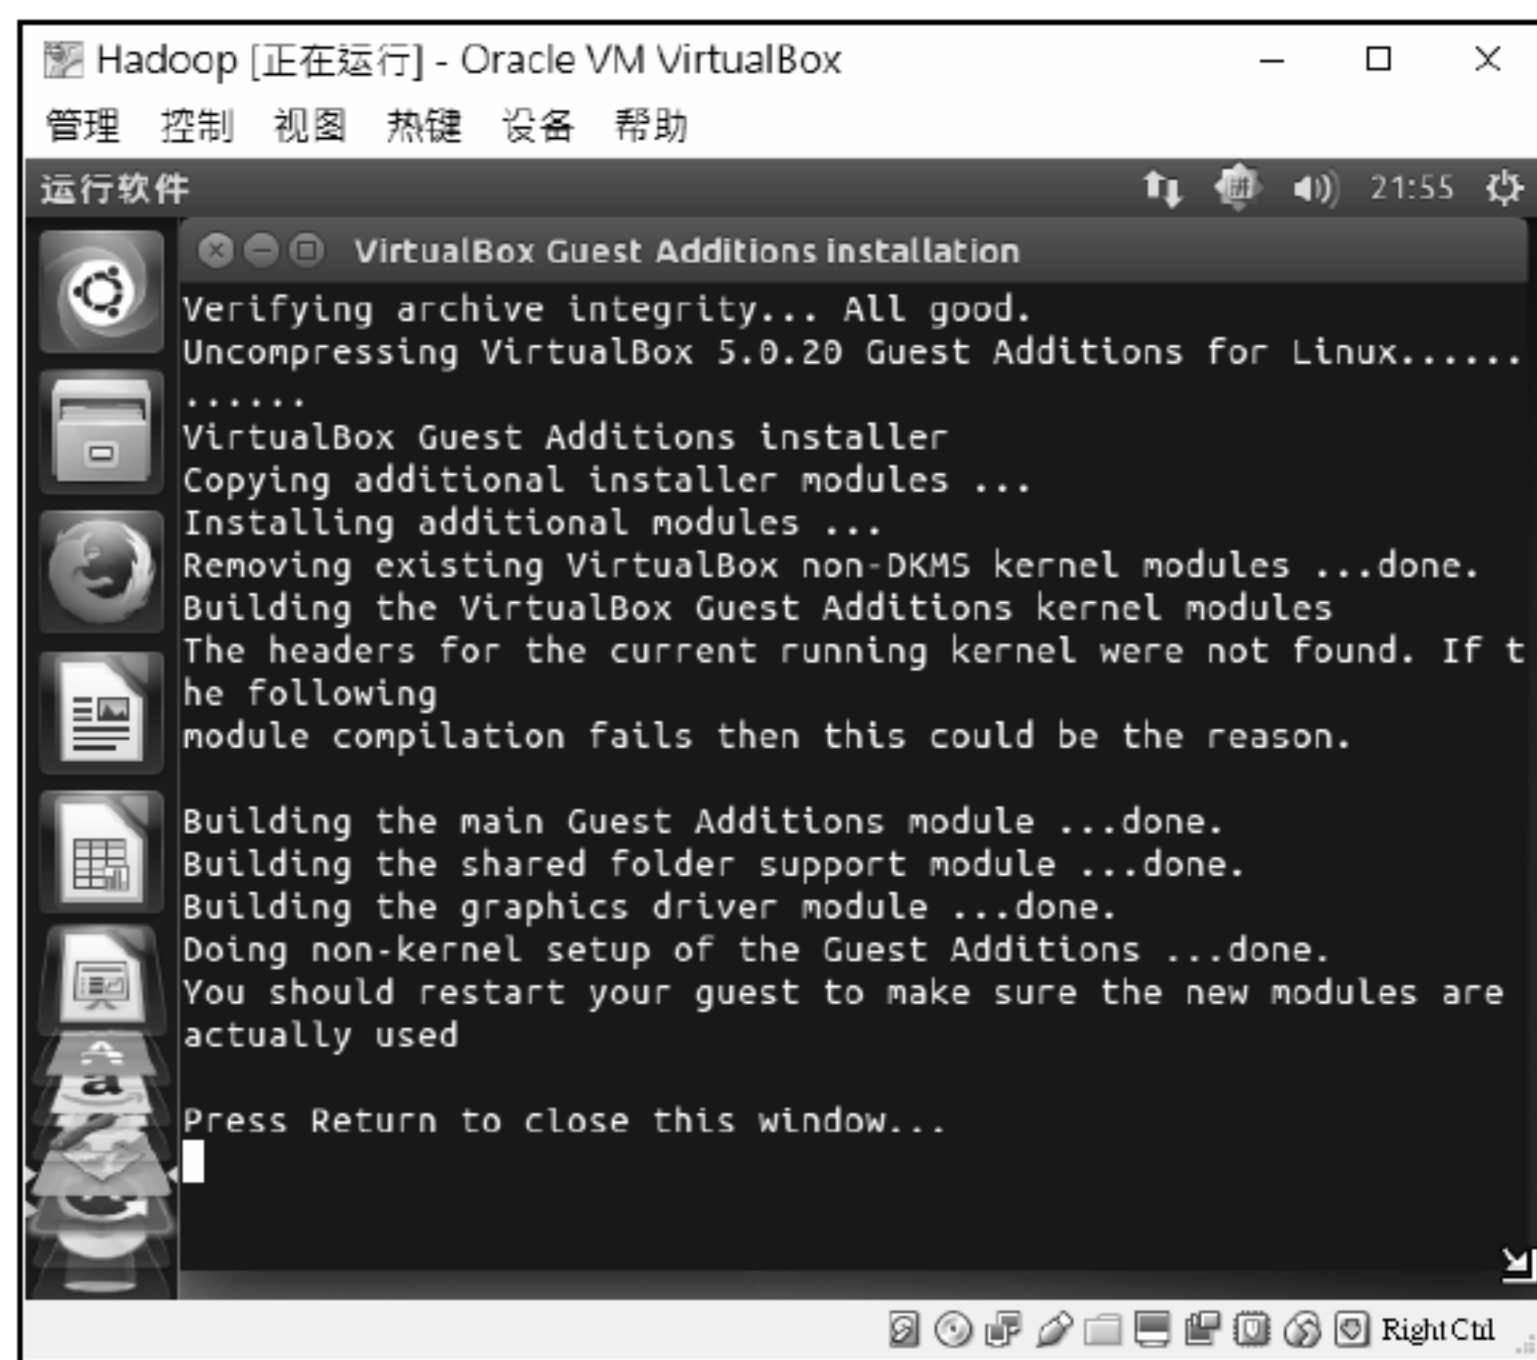 Hadoop [正在运行] - Oracle VM VirtualBox
管理 控制 视图 热键 设备 帮助
运行软件 拼 21:55
VirtualBox Guest Additions installation
Verifying archive integrity... All good.
Uncompressing VirtualBox 5.0.20 Guest Additions for Linux......
......
VirtualBox Guest Additions installer
Copying additional installer modules ...
Installing additional modules ...
Removing existing VirtualBox non-DKMS kernel modules ...done.
Building the VirtualBox Guest Additions kernel modules
The headers for the current running kernel were not found. If t
he following
module compilation fails then this could be the reason.
Building the main Guest Additions module ...done.
Building the shared folder support module ...done.
Building the graphics driver module ...done.
Doing non-kernel setup of the Guest Additions ...done.
You should restart your guest to make sure the new modules are
actually used
a
Press Return to close this window...
Right Ctrl